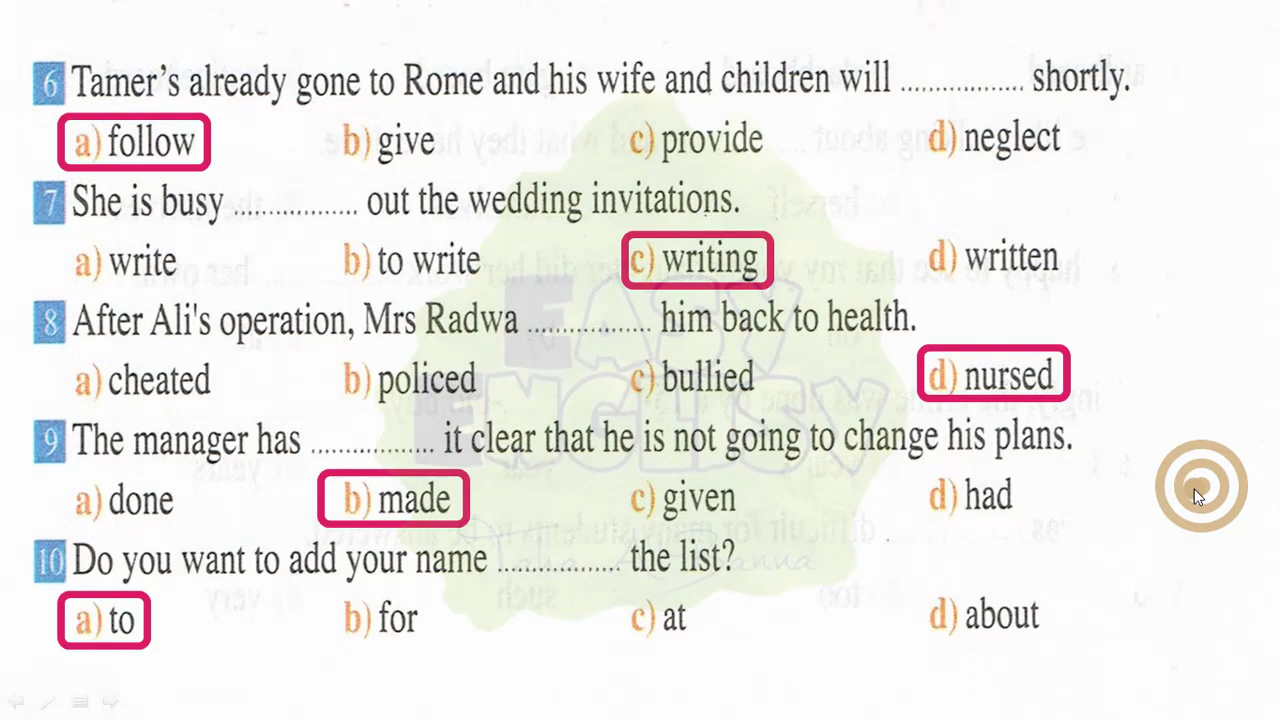 6 Tamer's already gone to Rome and his wife and children will .................. shortly.
a) follow b) give c) provide d) neglect
7 She is busy .................. out the wedding invitations.
a) write b) to write c) writing d) written
8 After Ali's operation, Mrs Radwa .................. him back to health.
a) cheated b) policed c) bullied d) nursed
9 The manager has .................. it clear that he is not going to change his plans.
a) done b) made c) given d) had
10 Do you want to add your name .................. the list?
a) to b) for c) at d) about
EASY
ENGLISH